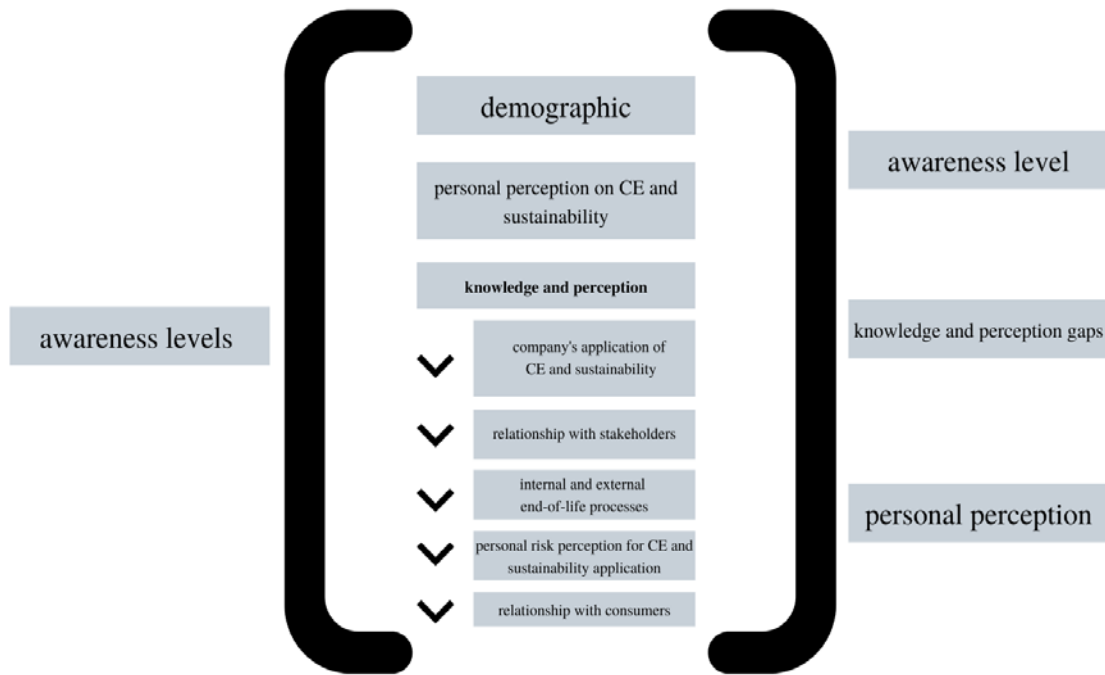 awareness levels
demographic
personal perception on CE and
sustainability
knowledge and perception
company's application of
CE and sustainability
relationship with stakeholders
internal and external
end-of-life processes
personal risk perception for CE and
sustainability application
relationship with consumers
awareness level
knowledge and perception gaps
personal perception